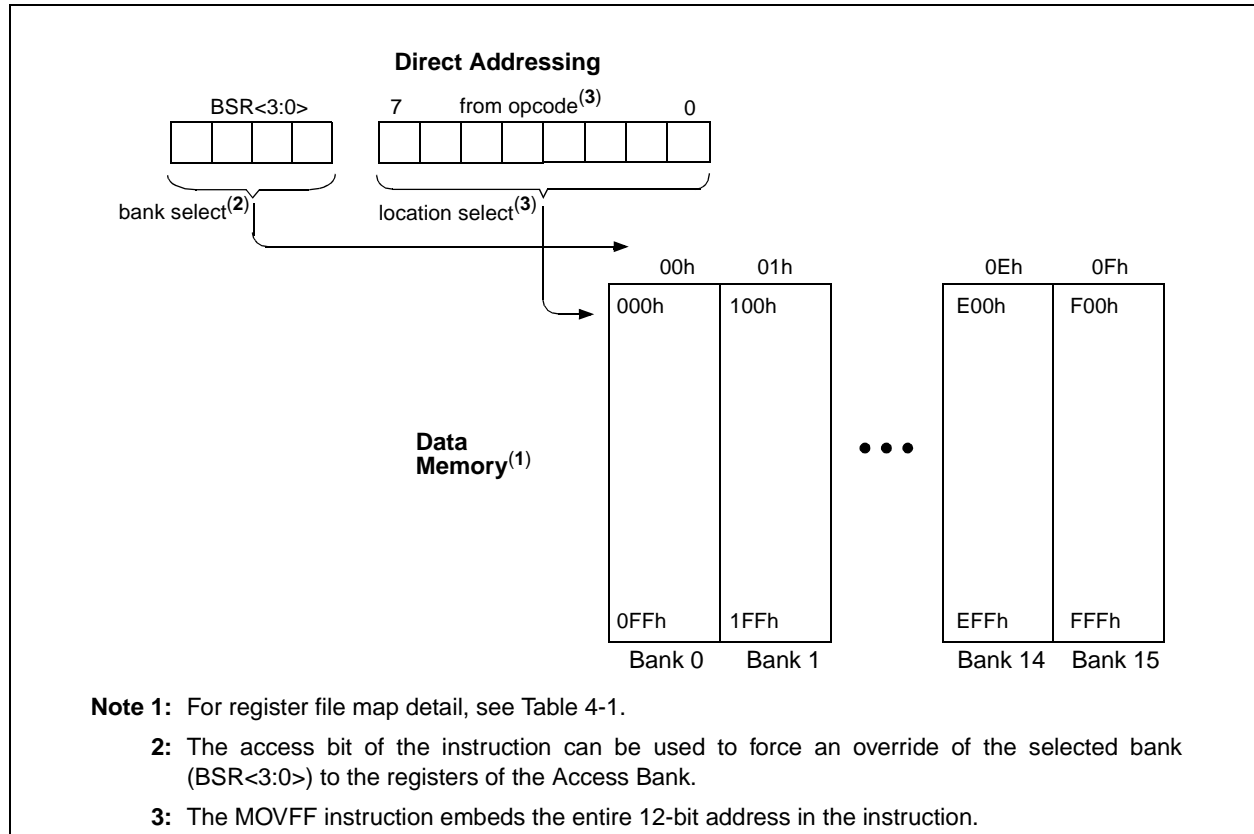 Direct Addressing
BSR<3:0>
7 from opcode(3) 0
bank select(2)
location select(3)
00h 01h 0Eh 0Fh
000h 100h E00h F00h
Data
Memory(1)
0FFh 1FFh EFFh FFFh
Bank 0 Bank 1 Bank 14 Bank 15
Note 1: For register file map detail, see Table 4-1.
2: The access bit of the instruction can be used to force an override of the selected bank
(BSR<3:0>) to the registers of the Access Bank.
3: The MOVFF instruction embeds the entire 12-bit address in the instruction.